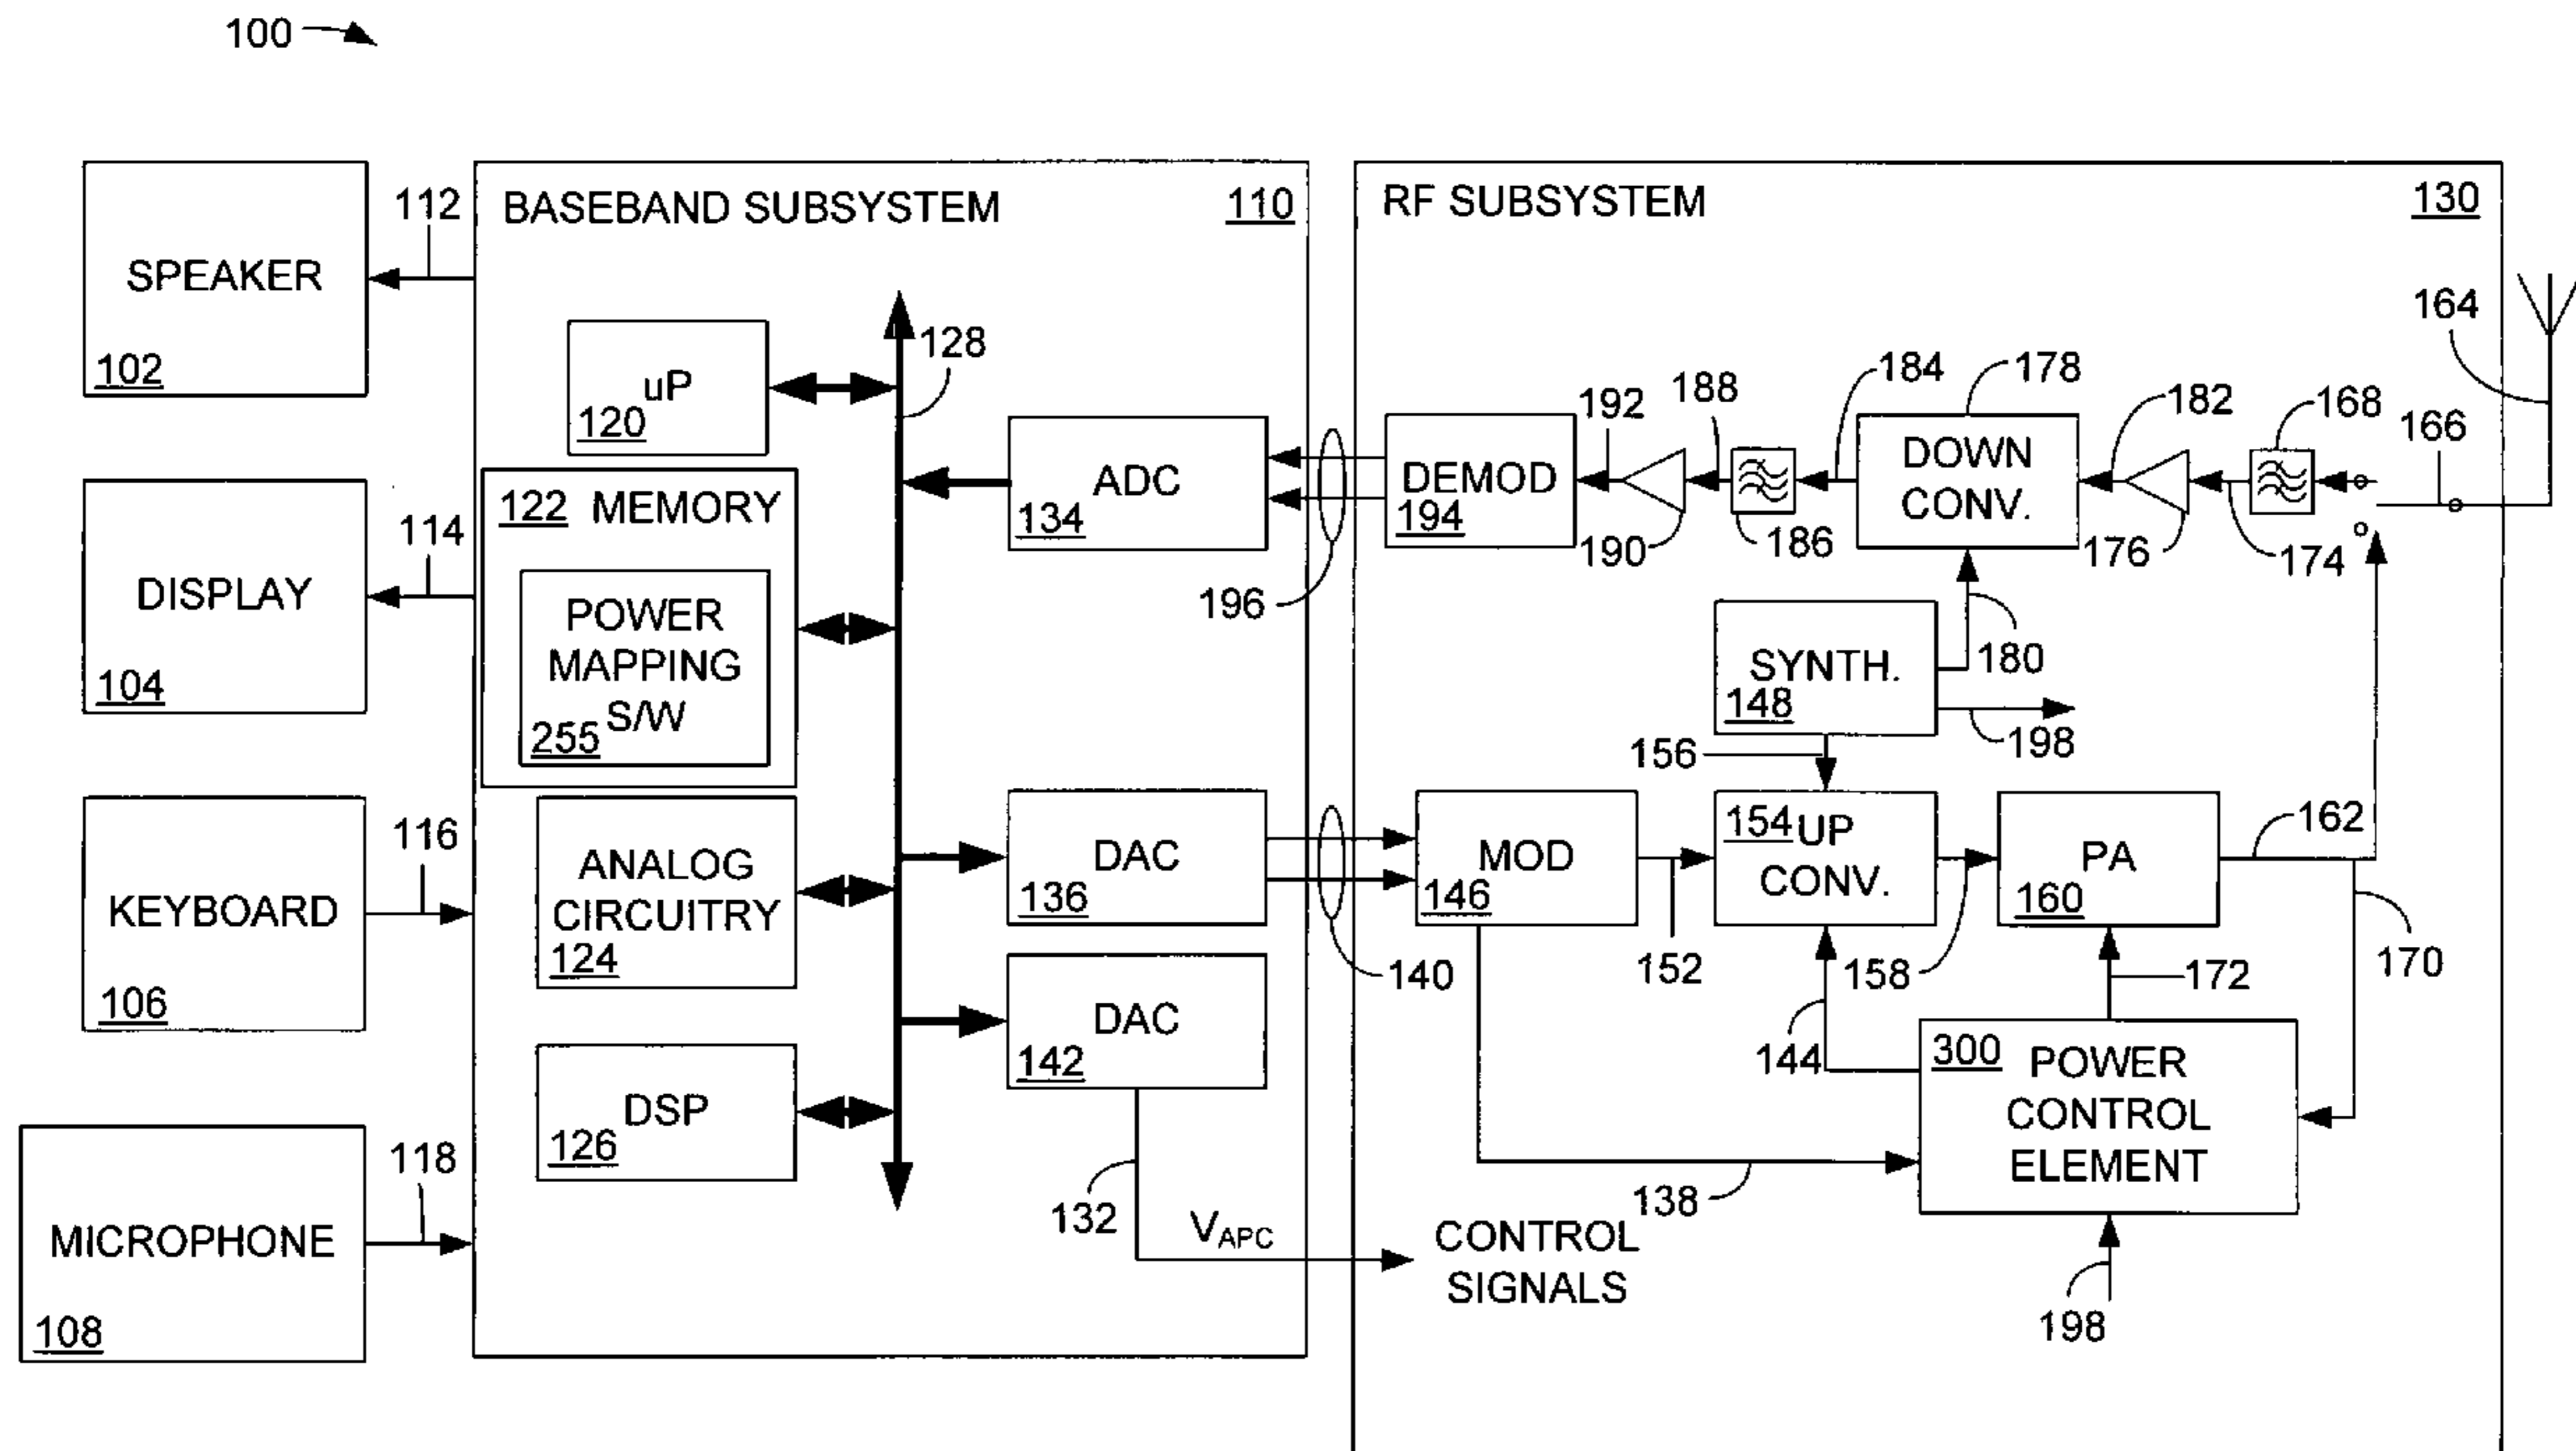 100
SPEAKER
102
112
DISPLAY
104
114
KEYBOARD
106
116
MICROPHONE
108
118
BASEBAND SUBSYSTEM
110
uP
120
128
122 MEMORY
POWER
MAPPING
S/W
255
ANALOG
CIRCUITRY
124
DSP
126
ADC
134
DAC
136
DAC
142
132
VAPC
196
140
RF SUBSYSTEM
130
164
166
168
174
176
182
178
DOWN
CONV.
184
186
188
190
192
DEMOD
194
SYNTH.
148
180
198
156
MOD
146
152
154 UP
CONV.
158
PA
160
162
170
172
144
300 POWER
CONTROL
ELEMENT
138
198
CONTROL
SIGNALS